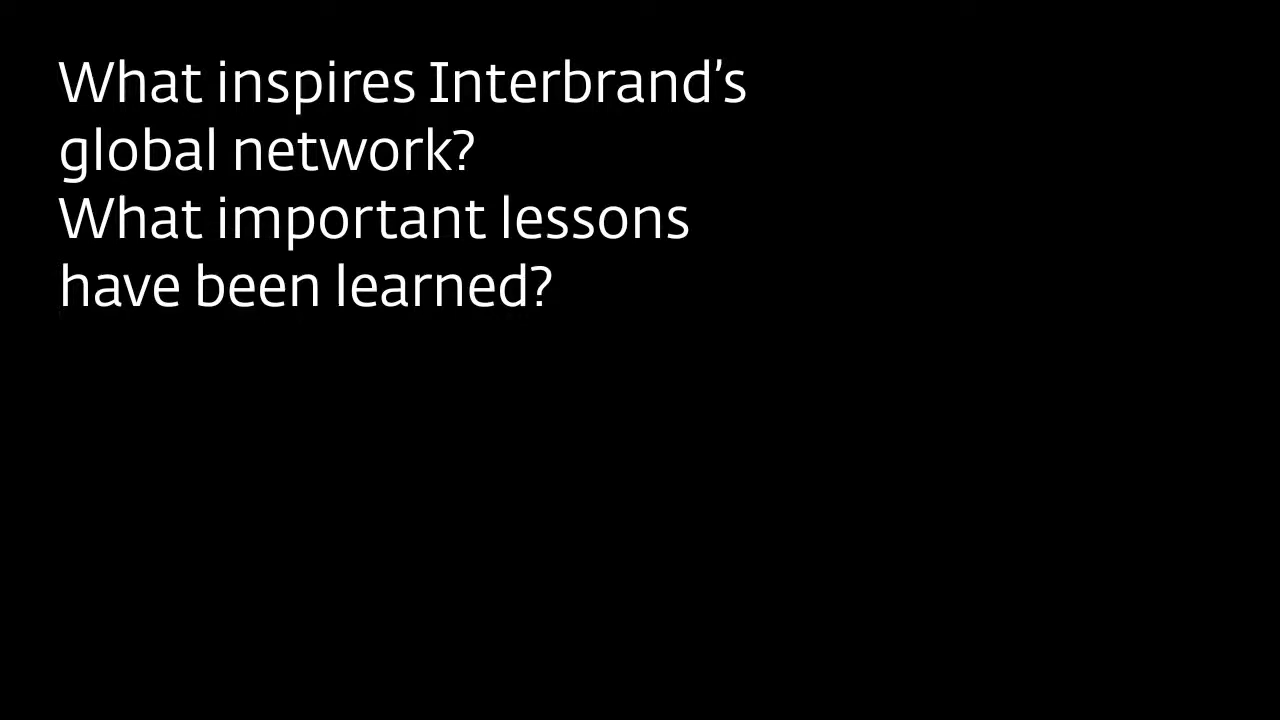 What inspires Interbrand’s
global network?
What important lessons
have been learned?